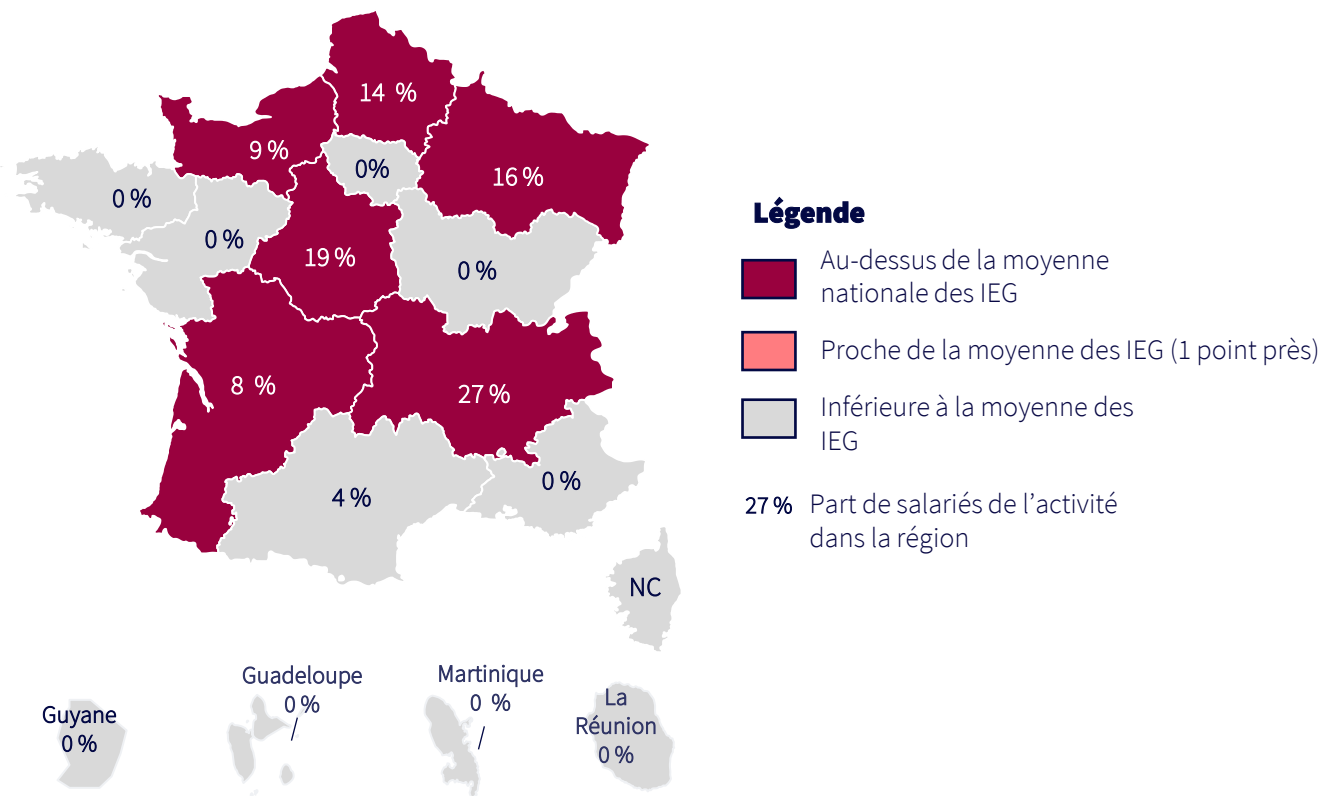 14 %
9 %
0%
16 %
0 %
0 %
19 %
0 %
8 %
27 %
4 %
0 %
NC
Guadeloupe
0 %
Martinique
0 %
Guyane
0 %
La
Réunion
0 %
Légende
Au-dessus de la moyenne
nationale des IEG
Proche de la moyenne des IEG (1 point près)
Inférieure à la moyenne des
IEG
27 % Part de salariés de l’activité
dans la région